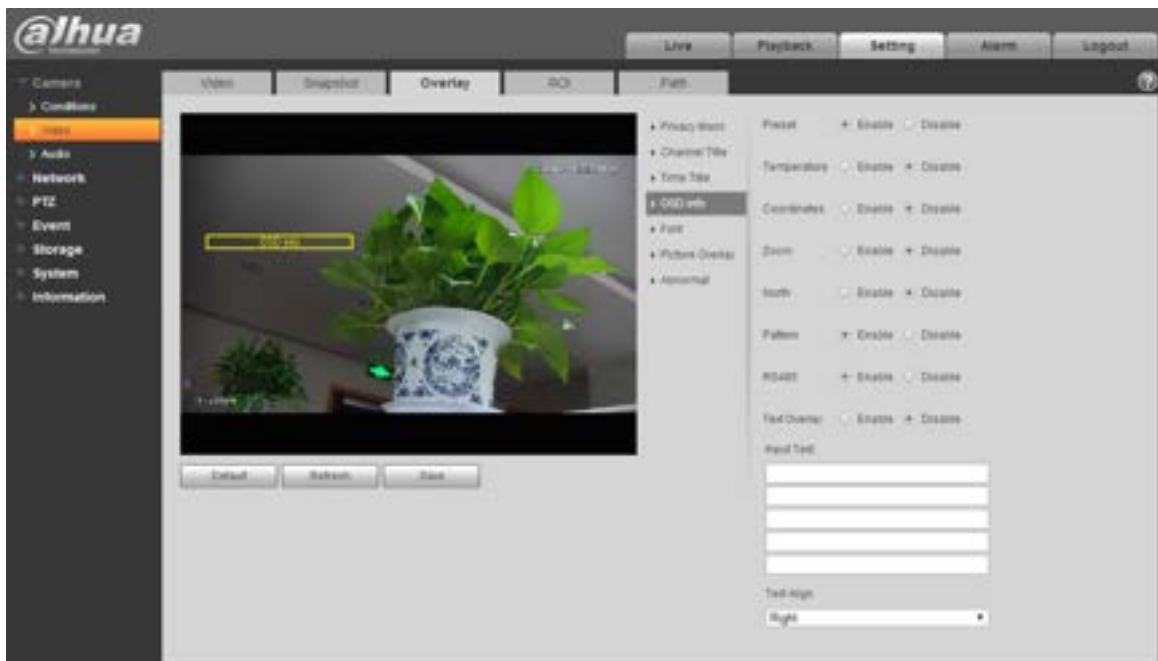 alhua
TECHNOLOGY
Live Playback Setting Alarm Logout
Camera
Conditions
Video
Audio
Network
PTZ
Event
Storage
System
Information
Video Snapshot Overlay ROI Path
OSD info
Privacy Mask
Channel Title
Time Title
OSD info
Font
Picture Overlay
Abnormal
Preset Enable Disable
Temperature Enable Disable
Coordinates Enable Disable
Zoom Enable Disable
North Enable Disable
Pattern Enable Disable
RS485 Enable Disable
Text Overlay Enable Disable
Input Text
Text Align
Right
Default Refresh Save